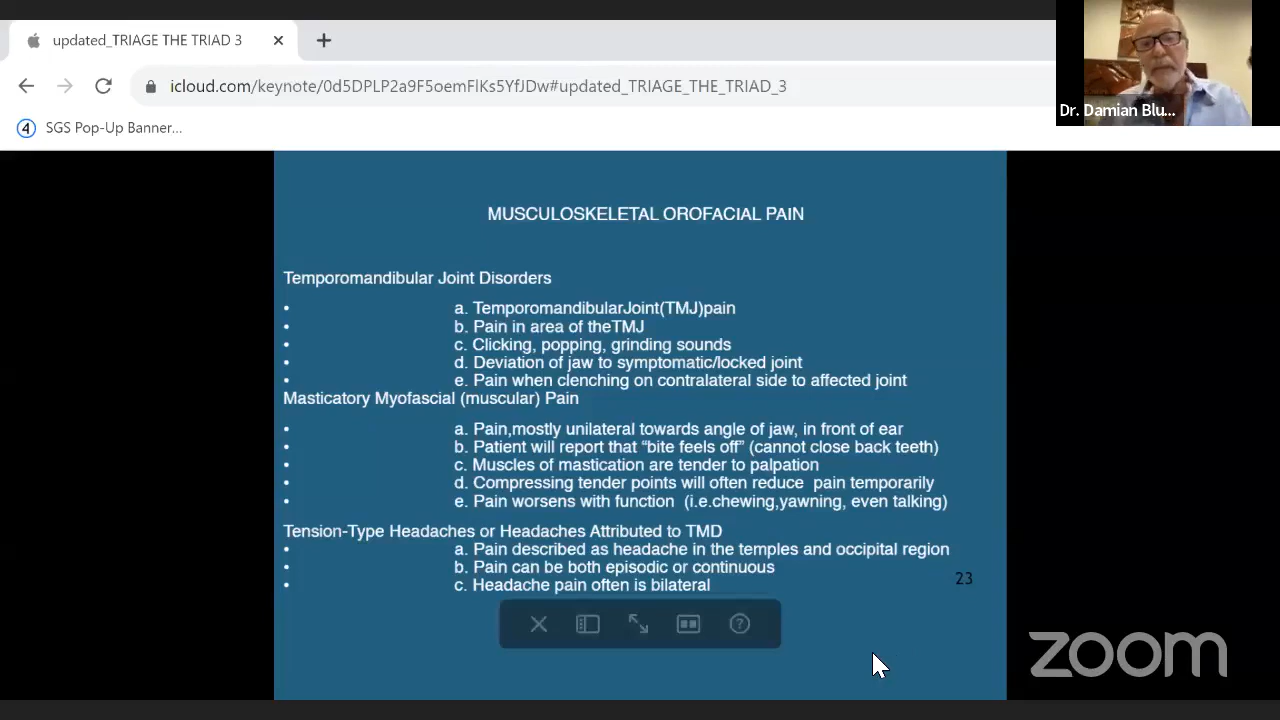 updated_TRIAGE THE TRIAD 3
icloud.com/keynote/0d5DPLP2a9F5oemFlKs5YfJDw#updated_TRIAGE_THE_TRIAD_3
4 SGS Pop-Up Banner...
Dr. Damian Blu...
MUSCULOSKELETAL OROFACIAL PAIN
Temporomandibular Joint Disorders
• a. TemporomandibularJoint(TMJ)pain
• b. Pain in area of theTMJ
• c. Clicking, popping, grinding sounds
• d. Deviation of jaw to symptomatic/locked joint
• e. Pain when clenching on contralateral side to affected joint
Masticatory Myofascial (muscular) Pain
• a. Pain,mostly unilateral towards angle of jaw, in front of ear
• b. Patient will report that “bite feels off” (cannot close back teeth)
• c. Muscles of mastication are tender to palpation
• d. Compressing tender points will often reduce  pain temporarily
• e. Pain worsens with function  (i.e.chewing,yawning, even talking)
Tension-Type Headaches or Headaches Attributed to TMD
• a. Pain described as headache in the temples and occipital region
• b. Pain can be both episodic or continuous
• c. Headache pain often is bilateral
23
zoom